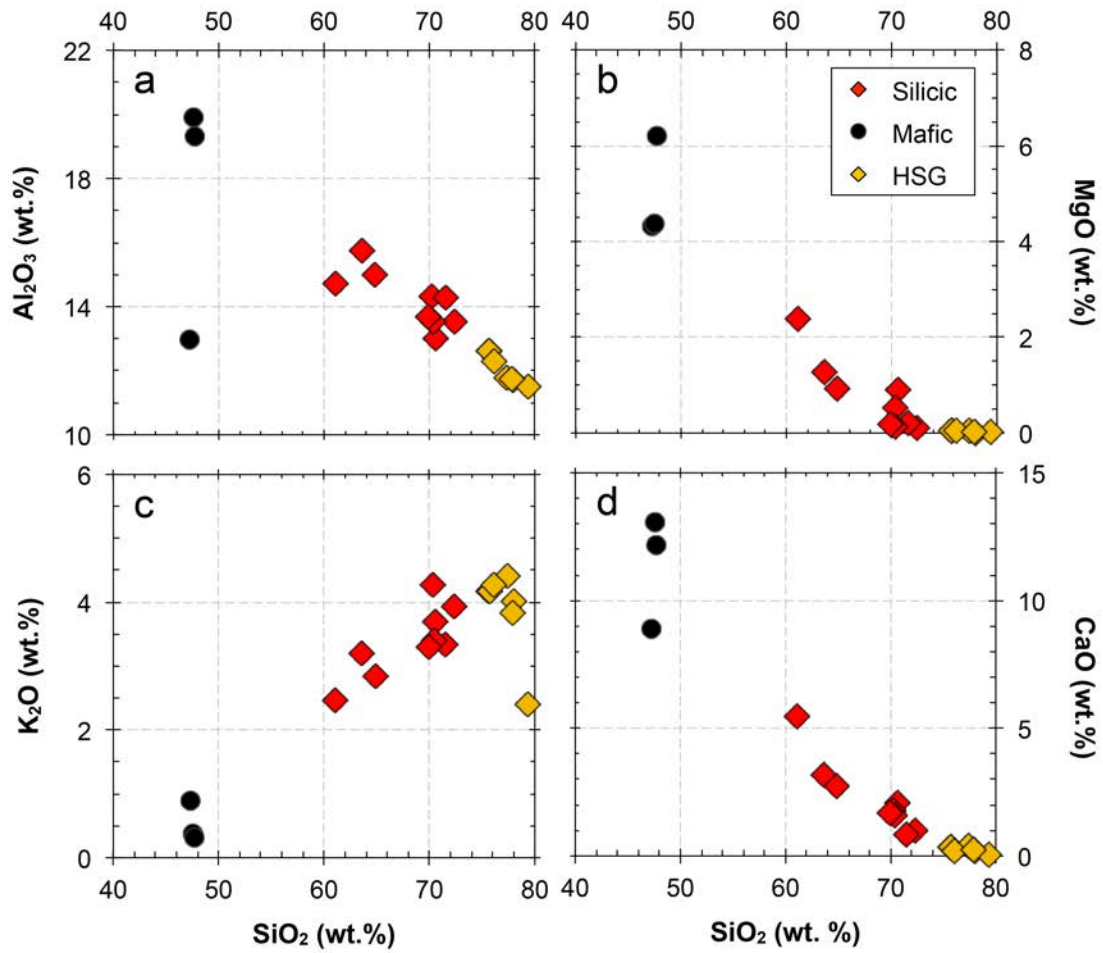 40 50 60 70 80
40 50 60 70 80
22
18
14
10
Al₂O₃ (wt.%)
a
b
Silicic
Mafic
HSG
8
6
4
2
0
MgO (wt.%)
6
4
2
0
K₂O (wt.%)
c
d
15
10
5
0
CaO (wt.%)
40 50 60 70 80
40 50 60 70 80
SiO₂ (wt.%)
SiO₂ (wt. %)